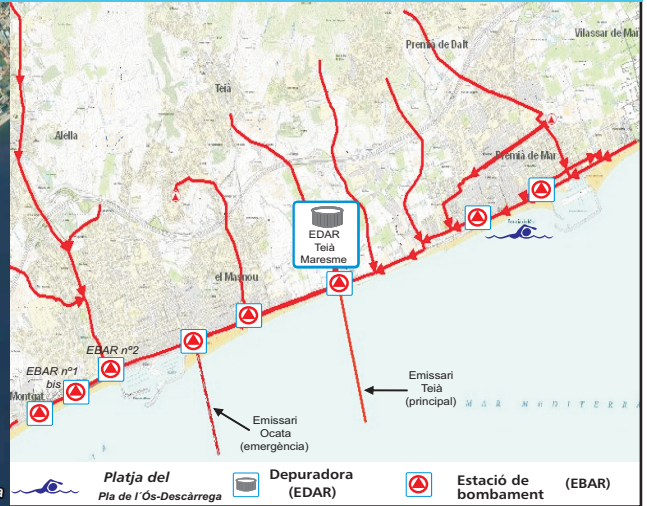 Vilassar de Mar
Premià de Dalt
Teià
Alella
Premià de Mar
EDAR
Teià
Maresme
el Masnou
EBAR nº2
EBAR nº1
bis
Montgat
Emissari
Teià
(principal)
Emissari
Ocata
(emergència)
MAR MEDITERRA
Platja del
Pla de l´Ós-Descàrrega
Depuradora
(EDAR)
Estació de
bombament
(EBAR)